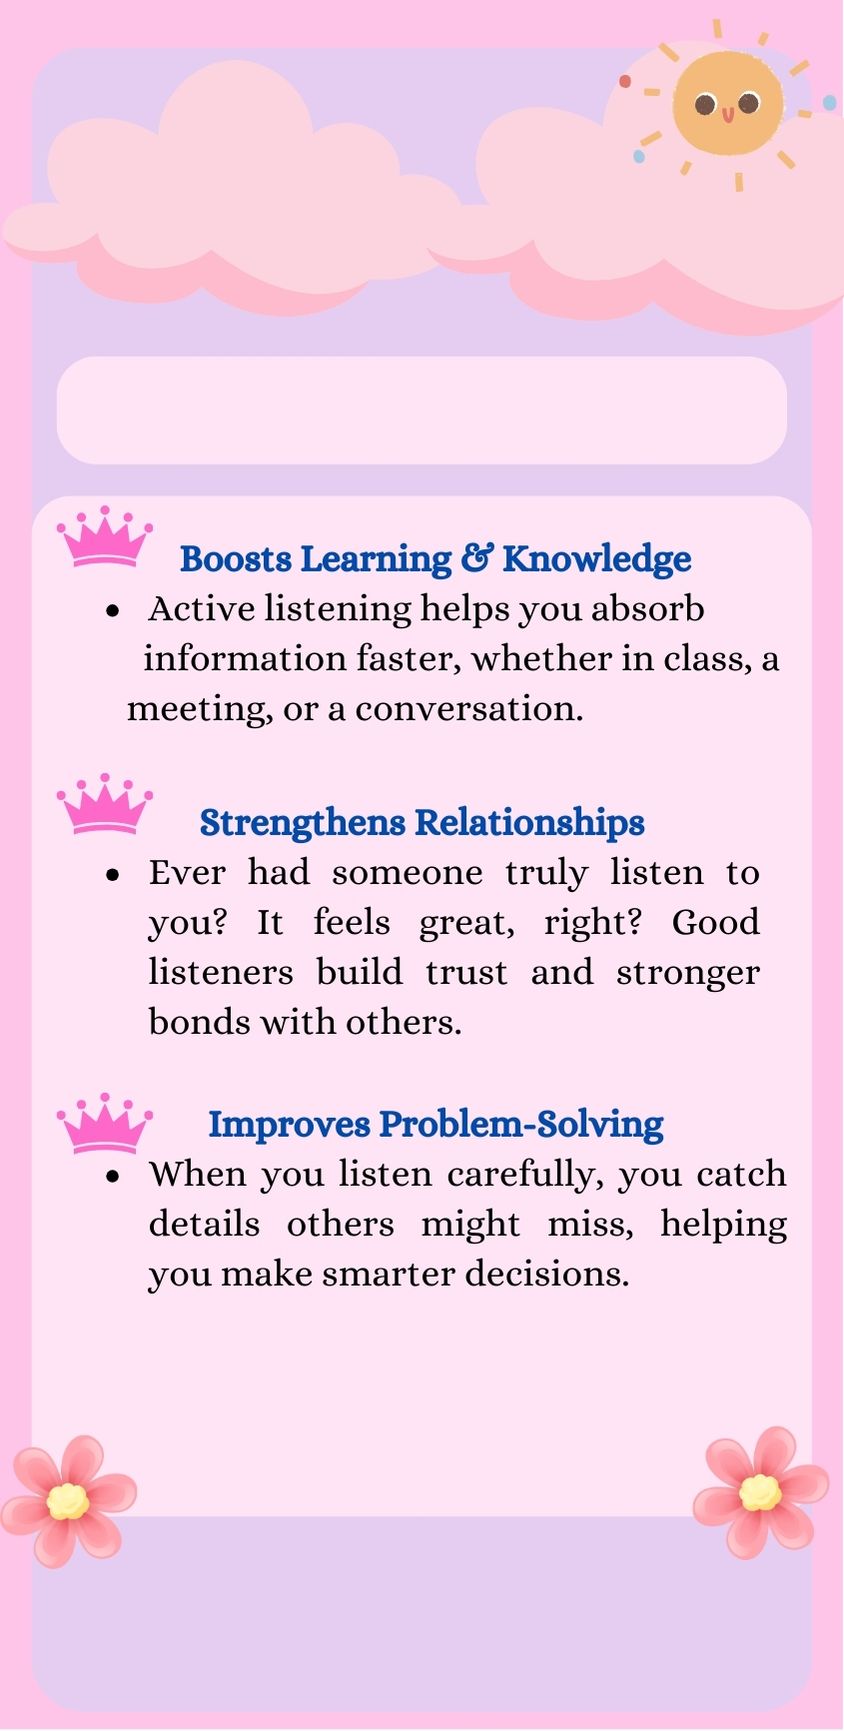 Boosts Learning & Knowledge
• Active listening helps you absorb
information faster, whether in class, a
meeting, or a conversation.
Strengthens Relationships
• Ever had someone truly listen to
you? It feels great, right? Good
listeners build trust and stronger
bonds with others.
Improves Problem-Solving
• When you listen carefully, you catch
details others might miss, helping
you make smarter decisions.